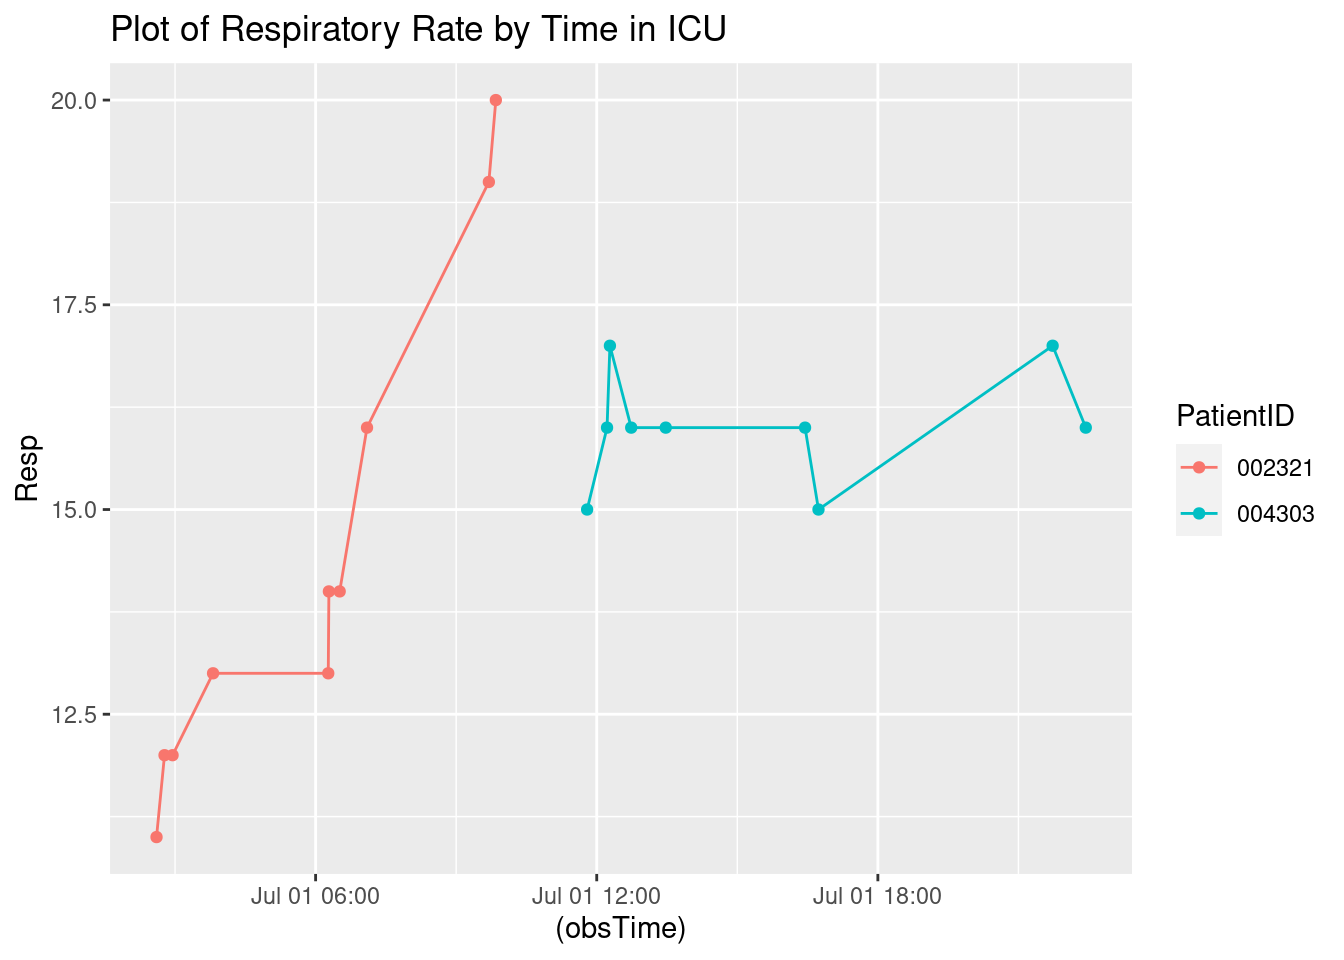 Plot of Respiratory Rate by Time in ICU
20.0
17.5
15.0
12.5
Resp
Jul 01 06:00
Jul 01 12:00
Jul 01 18:00
(obsTime)
PatientID
002321
004303